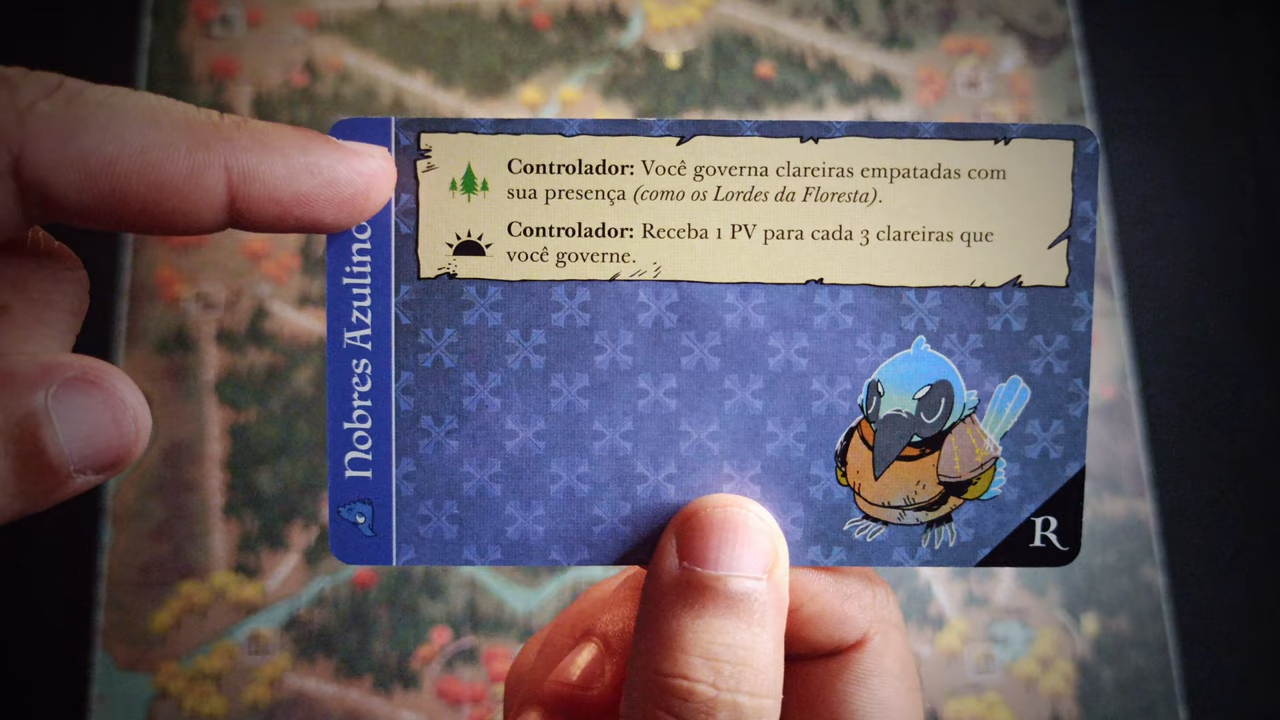 Controlador: Você governa clareiras empatadas com
sua presença (como os Lordes da Floresta).
Controlador: Receba 1 PV para cada 3 clareiras que
você governe.
Nobres
R